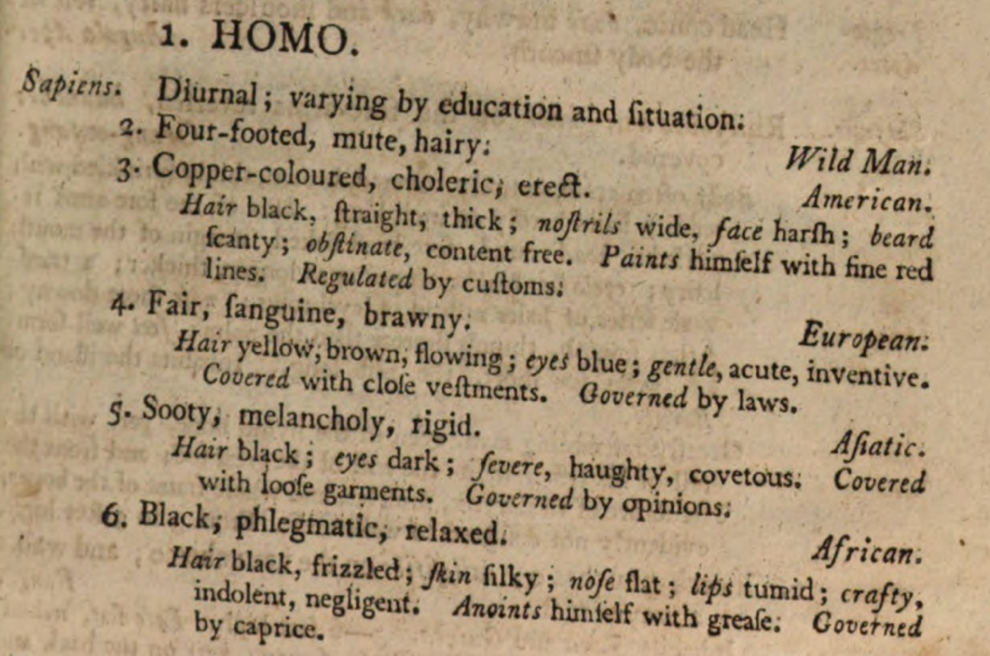 1. HOMO.
Sapiens. Diurnal; varying by education and ſituation.
2. Four-footed, mute, hairy. Wild Man.
3. Copper-coloured, choleric, erect. American.
Hair black, ſtraight, thick; noſtrils wide, face harſh; beard
ſcanty; obſtinate, content free. Paints himſelf with fine red
lines. Regulated by cuſtoms.
4. Fair, ſanguine, brawny. European.
Hair yellow, brown, flowing; eyes blue; gentle, acute, inventive.
Covered with cloſe veſtments. Governed by laws.
5. Sooty, melancholy, rigid. Aſiatic.
Hair black; eyes dark; ſevere, haughty, covetous. Covered
with looſe garments. Governed by opinions.
6. Black, phlegmatic, relaxed. African.
Hair black, frizzled; ſkin ſilky; noſe flat; lips tumid; crafty,
indolent, negligent. Anoints himſelf with greaſe. Governed
by caprice.